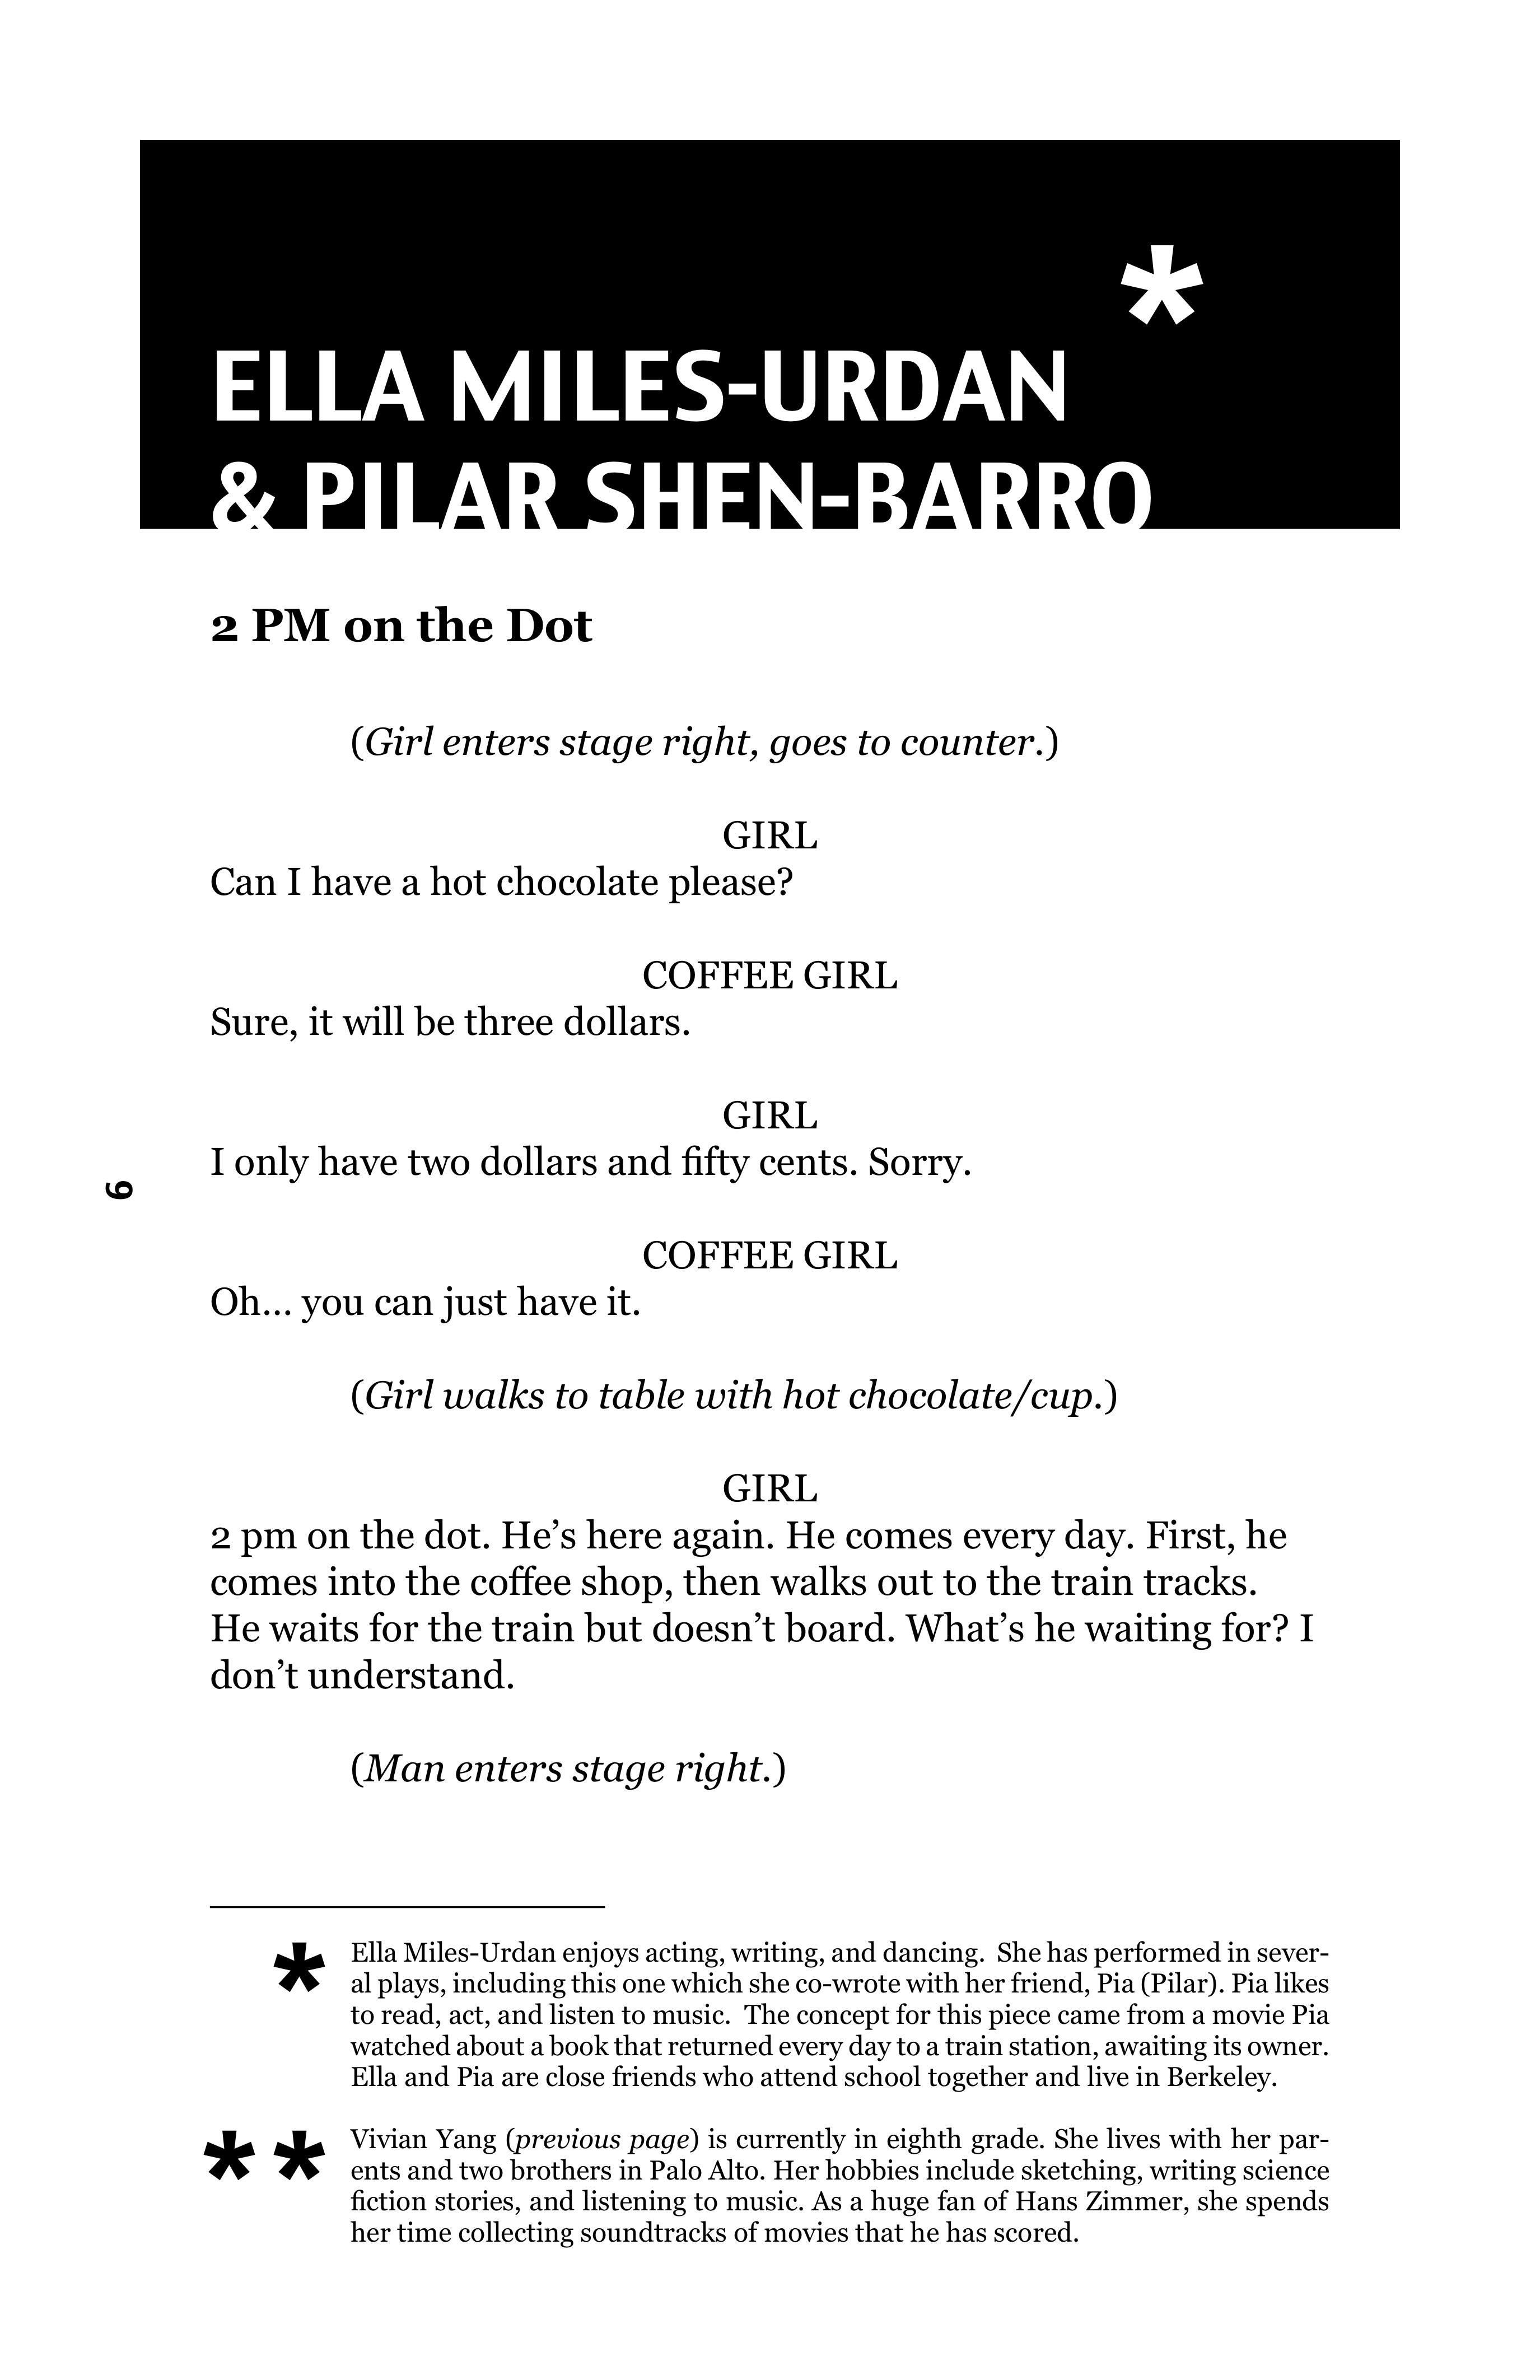 *
ELLA MILES-URDAN
& PILAR SHEN-BARRO
2 PM on the Dot
(Girl enters stage right, goes to counter.)
GIRL
Can I have a hot chocolate please?
COFFEE GIRL
Sure, it will be three dollars.
GIRL
I only have two dollars and fifty cents. Sorry.
6
COFFEE GIRL
Oh... you can just have it.
(Girl walks to table with hot chocolate/cup.)
GIRL
2 pm on the dot. He’s here again. He comes every day. First, he
comes into the coffee shop, then walks out to the train tracks.
He waits for the train but doesn’t board. What’s he waiting for? I
don’t understand.
(Man enters stage right.)
* Ella Miles-Urdan enjoys acting, writing, and dancing. She has performed in sever-
al plays, including this one which she co-wrote with her friend, Pia (Pilar). Pia likes
to read, act, and listen to music. The concept for this piece came from a movie Pia
watched about a book that returned every day to a train station, awaiting its owner.
Ella and Pia are close friends who attend school together and live in Berkeley.
** Vivian Yang (previous page) is currently in eighth grade. She lives with her par-
ents and two brothers in Palo Alto. Her hobbies include sketching, writing science
fiction stories, and listening to music. As a huge fan of Hans Zimmer, she spends
her time collecting soundtracks of movies that he has scored.